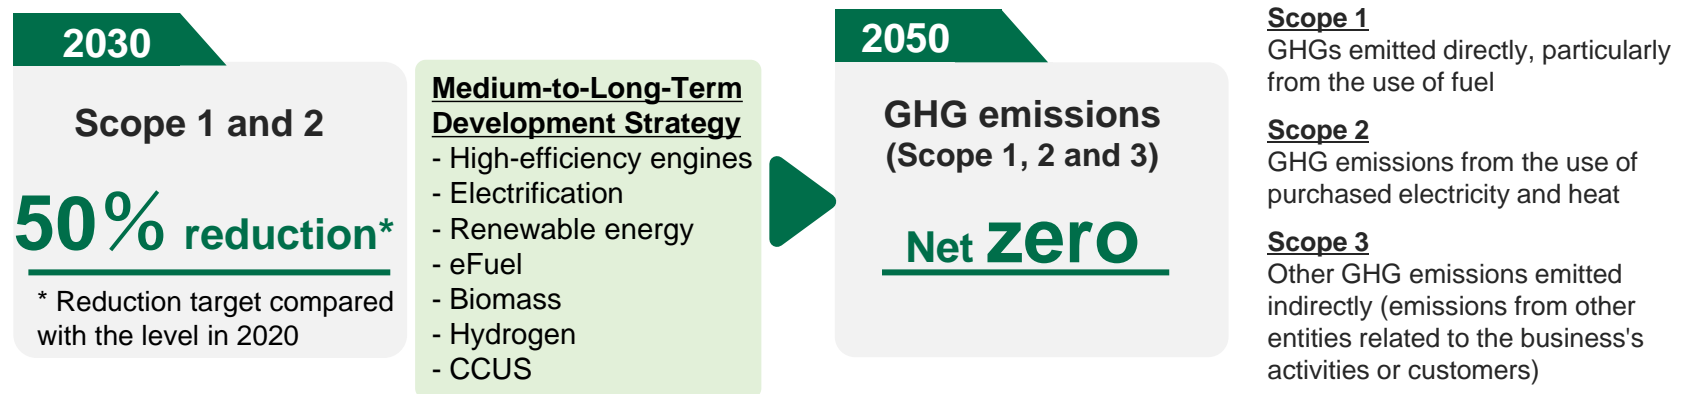 2030
Scope 1 and 2
50% reduction*
* Reduction target compared
with the level in 2020
Medium-to-Long-Term
Development Strategy
- High-efficiency engines
- Electrification
- Renewable energy
- eFuel
- Biomass
- Hydrogen
- CCUS
2050
GHG emissions
(Scope 1, 2 and 3)
Net zero
Scope 1
GHGs emitted directly, particularly
from the use of fuel
Scope 2
GHG emissions from the use of
purchased electricity and heat
Scope 3
Other GHG emissions emitted
indirectly (emissions from other
entities related to the business's
activities or customers)